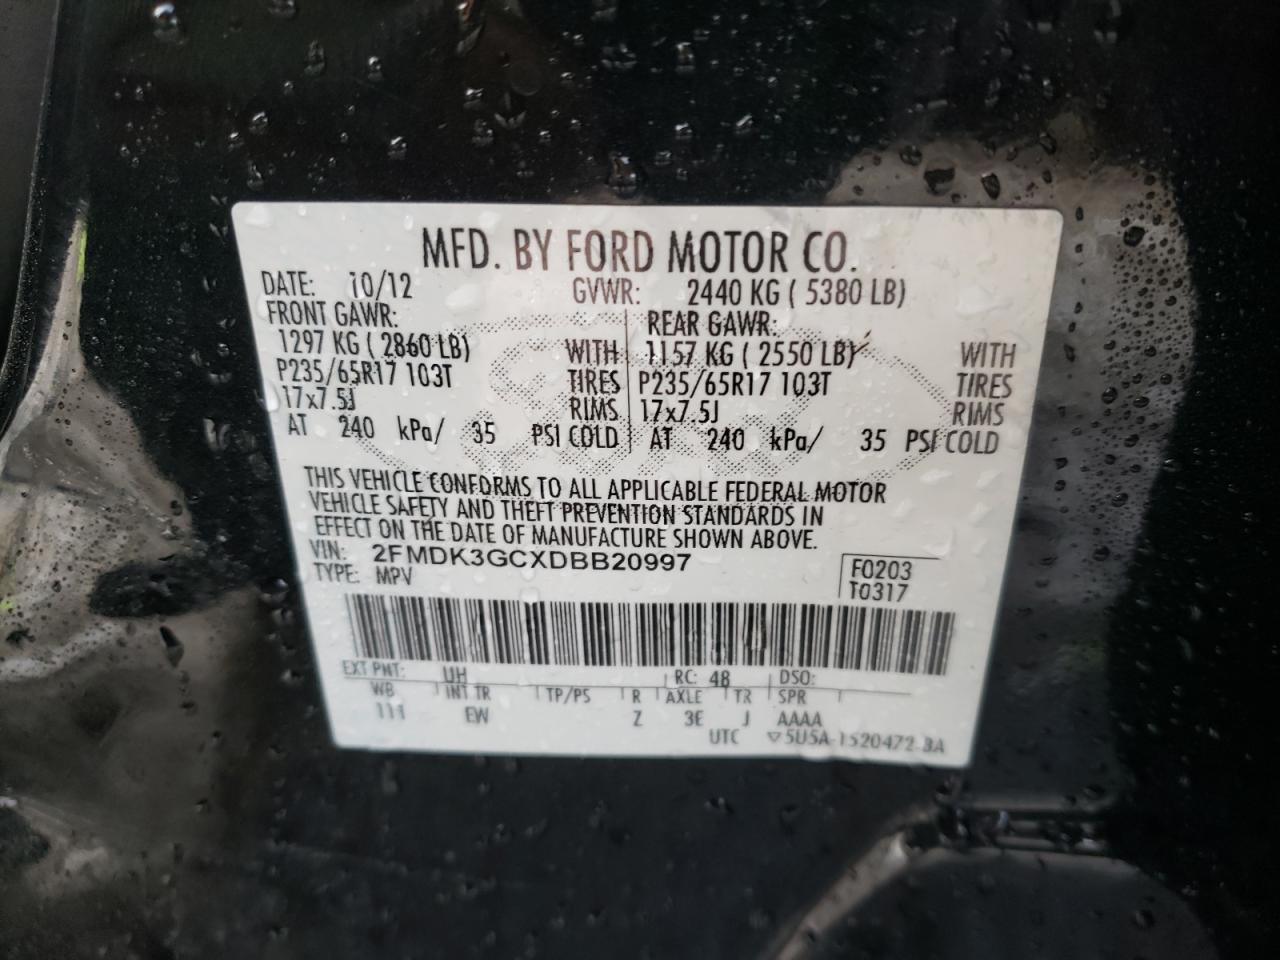 MFD. BY FORD MOTOR CO.
DATE: 10/12 GVWR: 2440 KG ( 5380 LB)
FRONT GAWR: REAR GAWR:
1297 KG ( 2860 LB) WITH 1157 KG ( 2550 LB) WITH
P235/65R17 103T TIRES P235/65R17 103T TIRES
17x7.5J RIMS 17x7.5J RIMS
AT 240 kPa/ 35 PSI COLD AT 240 kPa/ 35 PSI COLD
THIS VEHICLE CONFORMS TO ALL APPLICABLE FEDERAL MOTOR
VEHICLE SAFETY AND THEFT PREVENTION STANDARDS IN
EFFECT ON THE DATE OF MANUFACTURE SHOWN ABOVE.
VIN: 2FMDK3GCXDBB20997 F0203
TYPE: MPV T0317
EXT PNT: UH RC: 48 DSO:
WB INT TR TP/PS R AXLE TR SPR
111 EW Z 3E J AAAA
UTC ▽5U5A-1520472-BA